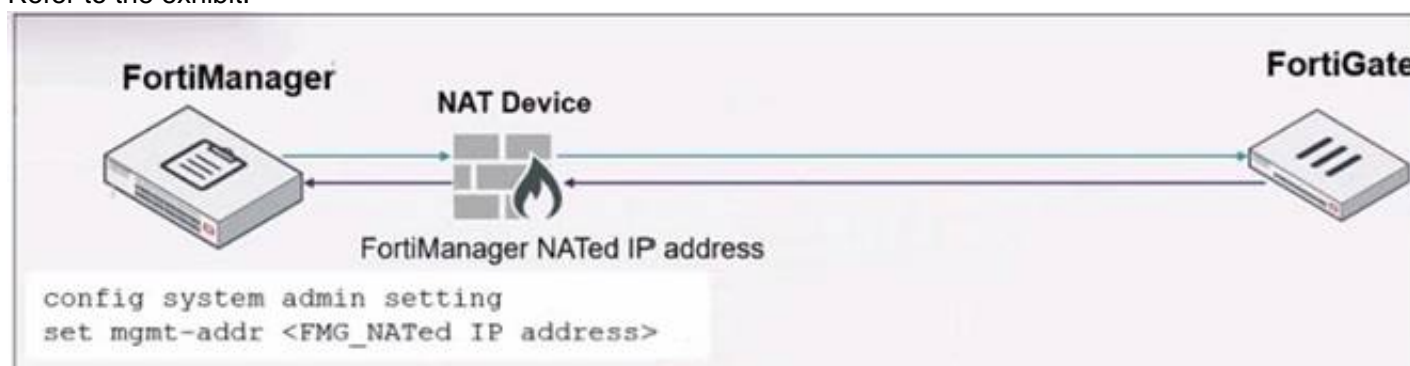 Refer to the exhibit.
FortiManager
NAT Device
FortiGate
FortiManager NATed IP address
config system admin setting
set mgmt-addr <FMG_NATed IP address>